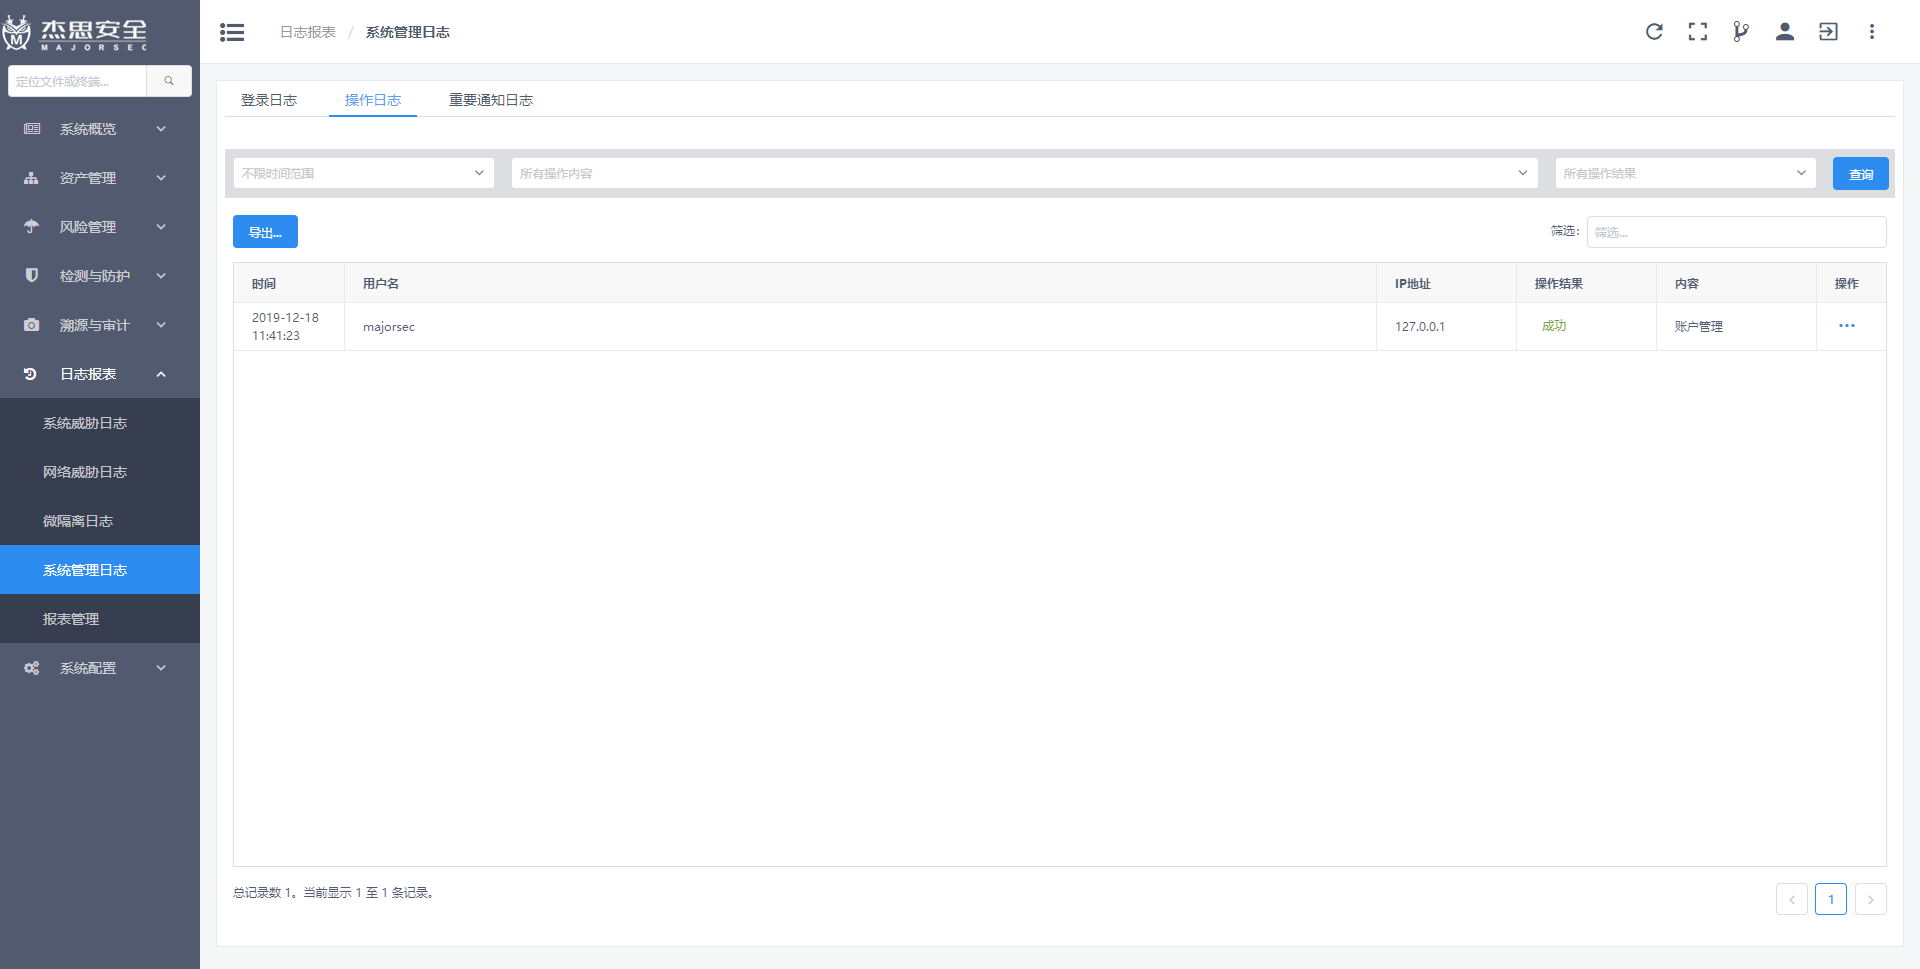 杰思安全
MAJORSEC
定位文件或终端...
系统概览
资产管理
风险管理
检测与防护
溯源与审计
日志报表
系统威胁日志
网络威胁日志
微隔离日志
系统管理日志
报表管理
系统配置
日志报表 / 系统管理日志
登录日志 操作日志 重要通知日志
不限时间范围 所有操作内容 所有操作结果 查询
导出... 筛选： 筛选...
时间 用户名 IP地址 操作结果 内容 操作
2019-12-18
11:41:23 majorsec 127.0.0.1 成功 账户管理 ...
总记录数 1。当前显示 1 至 1 条记录。
< 1 >